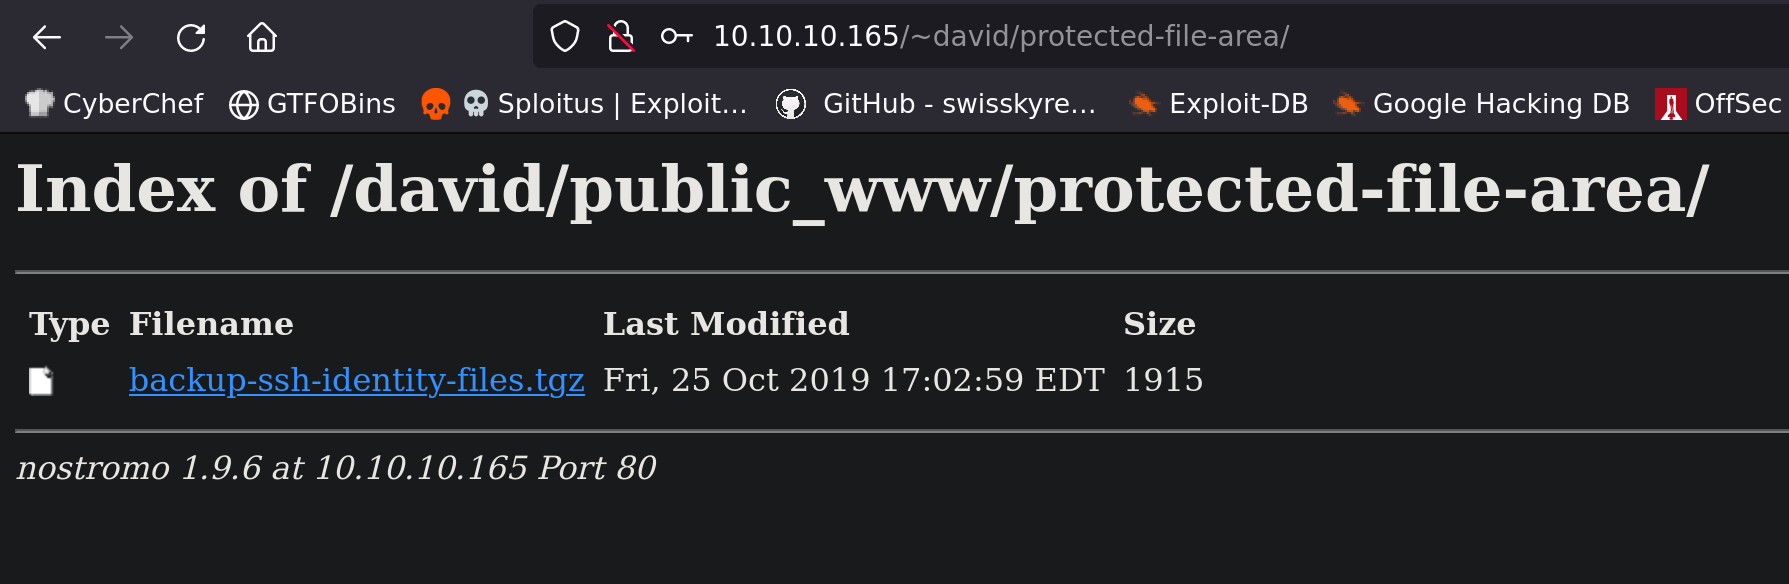 10.10.10.165/~david/protected-file-area/
CyberChef GTFOBins Sploitus | Exploit... GitHub - swisskyre... Exploit-DB Google Hacking DB OffSec
Index of /david/public_www/protected-file-area/
Type Filename Last Modified Size
backup-ssh-identity-files.tgz Fri, 25 Oct 2019 17:02:59 EDT 1915
nostromo 1.9.6 at 10.10.10.165 Port 80